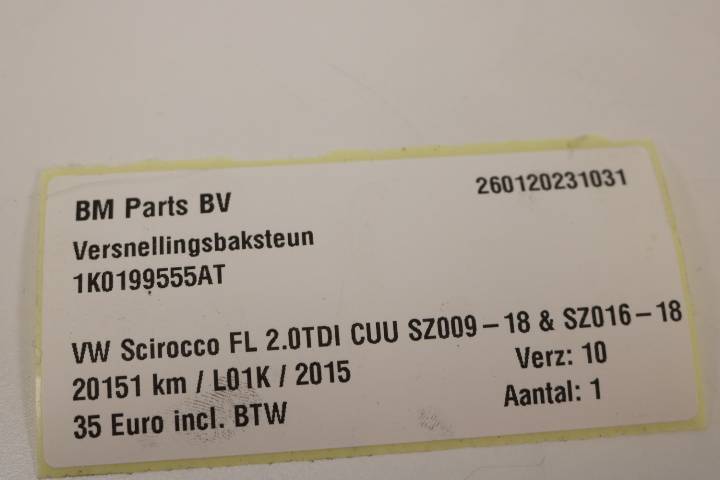 BM Parts BV 260120231031
Versnellingsbaksteun
1K0199555AT
VW Scirocco FL 2.0TDI CUU SZ009-18 & SZ016-18
20151 km / L01K / 2015 Verz: 10
35 Euro incl. BTW Aantal: 1